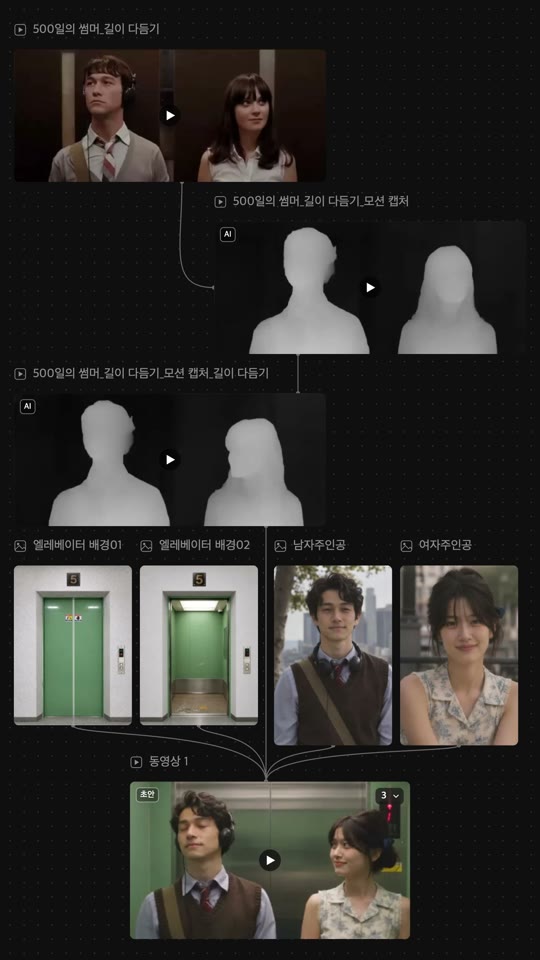 500일의 썸머_길이 다듬기
500일의 썸머_길이 다듬기_모션 캡처
AI
500일의 썸머_길이 다듬기_모션 캡처_길이 다듬기
AI
엘레베이터 배경01
엘레베이터 배경02
남자주인공
여자주인공
5
5
동영상 1
초안
3